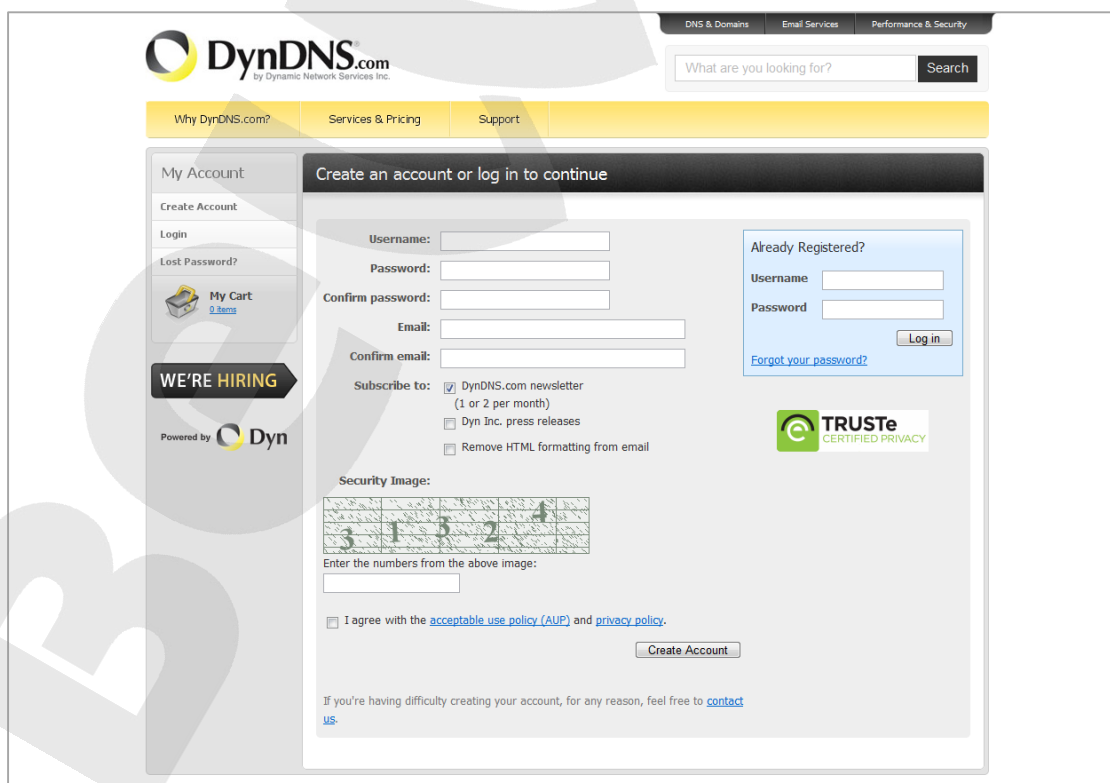 DNS & Domains Email Services Performance & Security
DynDNS.com
by Dynamic Network Services Inc.
What are you looking for? Search
Why DynDNS.com? Services & Pricing Support
My Account
Create Account
Login
Lost Password?
My Cart
0 items
WE'RE HIRING
Powered by Dyn
Create an account or log in to continue
Username:
Password:
Confirm password:
Email:
Confirm email:
Subscribe to: DynDNS.com newsletter
(1 or 2 per month)
Dyn Inc. press releases
Remove HTML formatting from email
Security Image:
3 1 3 2 4
Enter the numbers from the above image:
I agree with the acceptable use policy (AUP) and privacy policy.
Create Account
If you're having difficulty creating your account, for any reason, feel free to contact
us.
Already Registered?
Username
Password
Log in
Forgot your password?
TRUSTe
CERTIFIED PRIVACY